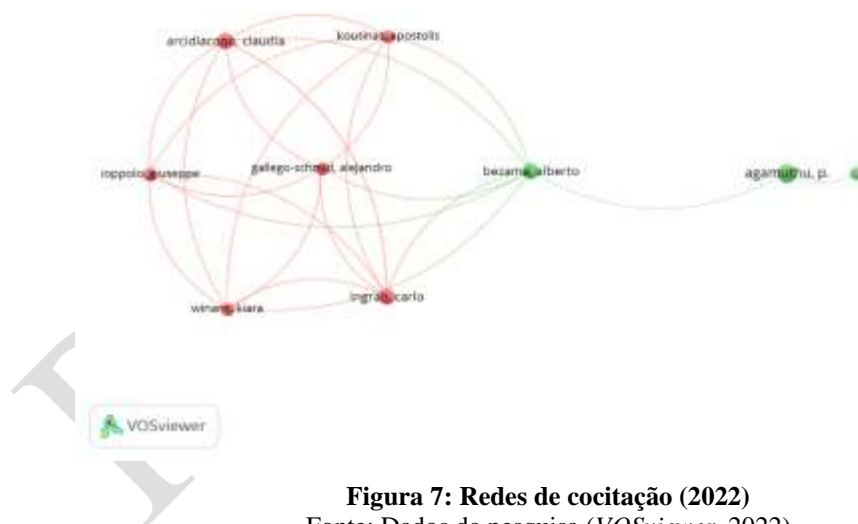 arcidiacono, claudia
koutinas, apostolis
ioppolo, giuseppe
gallego-schmid, alejandro
bezama, alberto
agamuthu, p.
winans, kiara
ingrao, carlo
VOSviewer
Figura 7: Redes de cocitação (2022)
Fonte: Dados da pesquisa (VOSviewer, 2022)